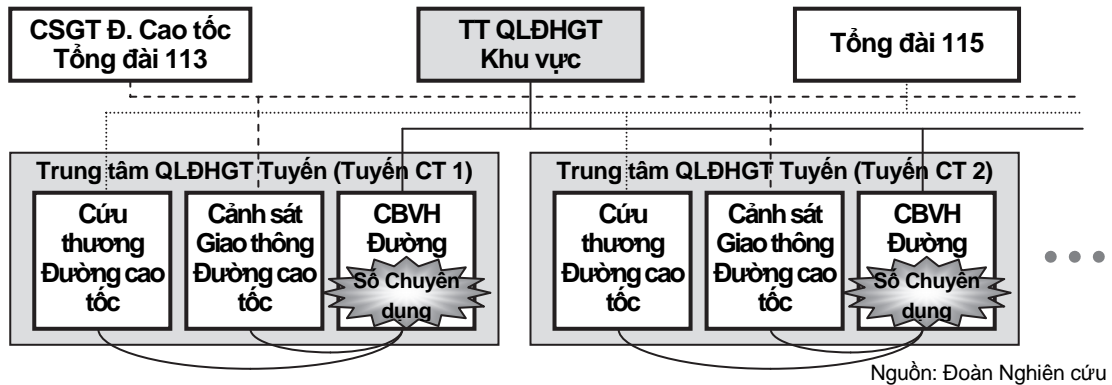 CSGT Đ. Cao tốc
Tổng đài 113
TT QLĐHGT
Khu vực
Tổng đài 115
Trung tâm QLĐHGT Tuyến (Tuyến CT 1)
Cứu
thương
Đường cao
tốc
Cảnh sát
Giao thông
Đường cao
tốc
CBVH
Đường
Số Chuyên
dụng
Trung tâm QLĐHGT Tuyến (Tuyến CT 2)
Cứu
thương
Đường cao
tốc
Cảnh sát
Giao thông
Đường cao
tốc
CBVH
Đường
Số Chuyên
dụng
Nguồn: Đoàn Nghiên cứu